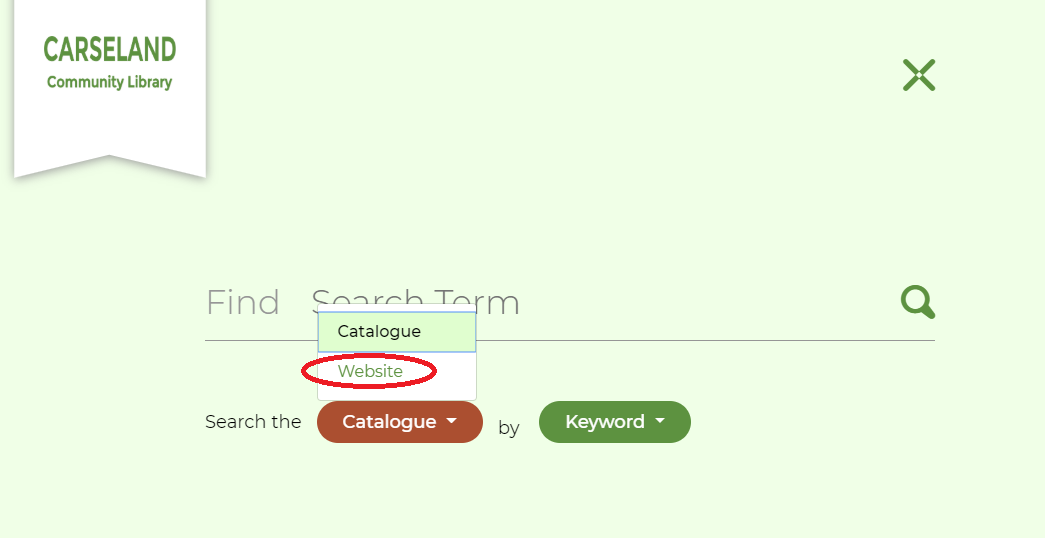 CARSELAND
Community Library
Find Search Term
Catalogue
Website
Search the Catalogue by Keyword